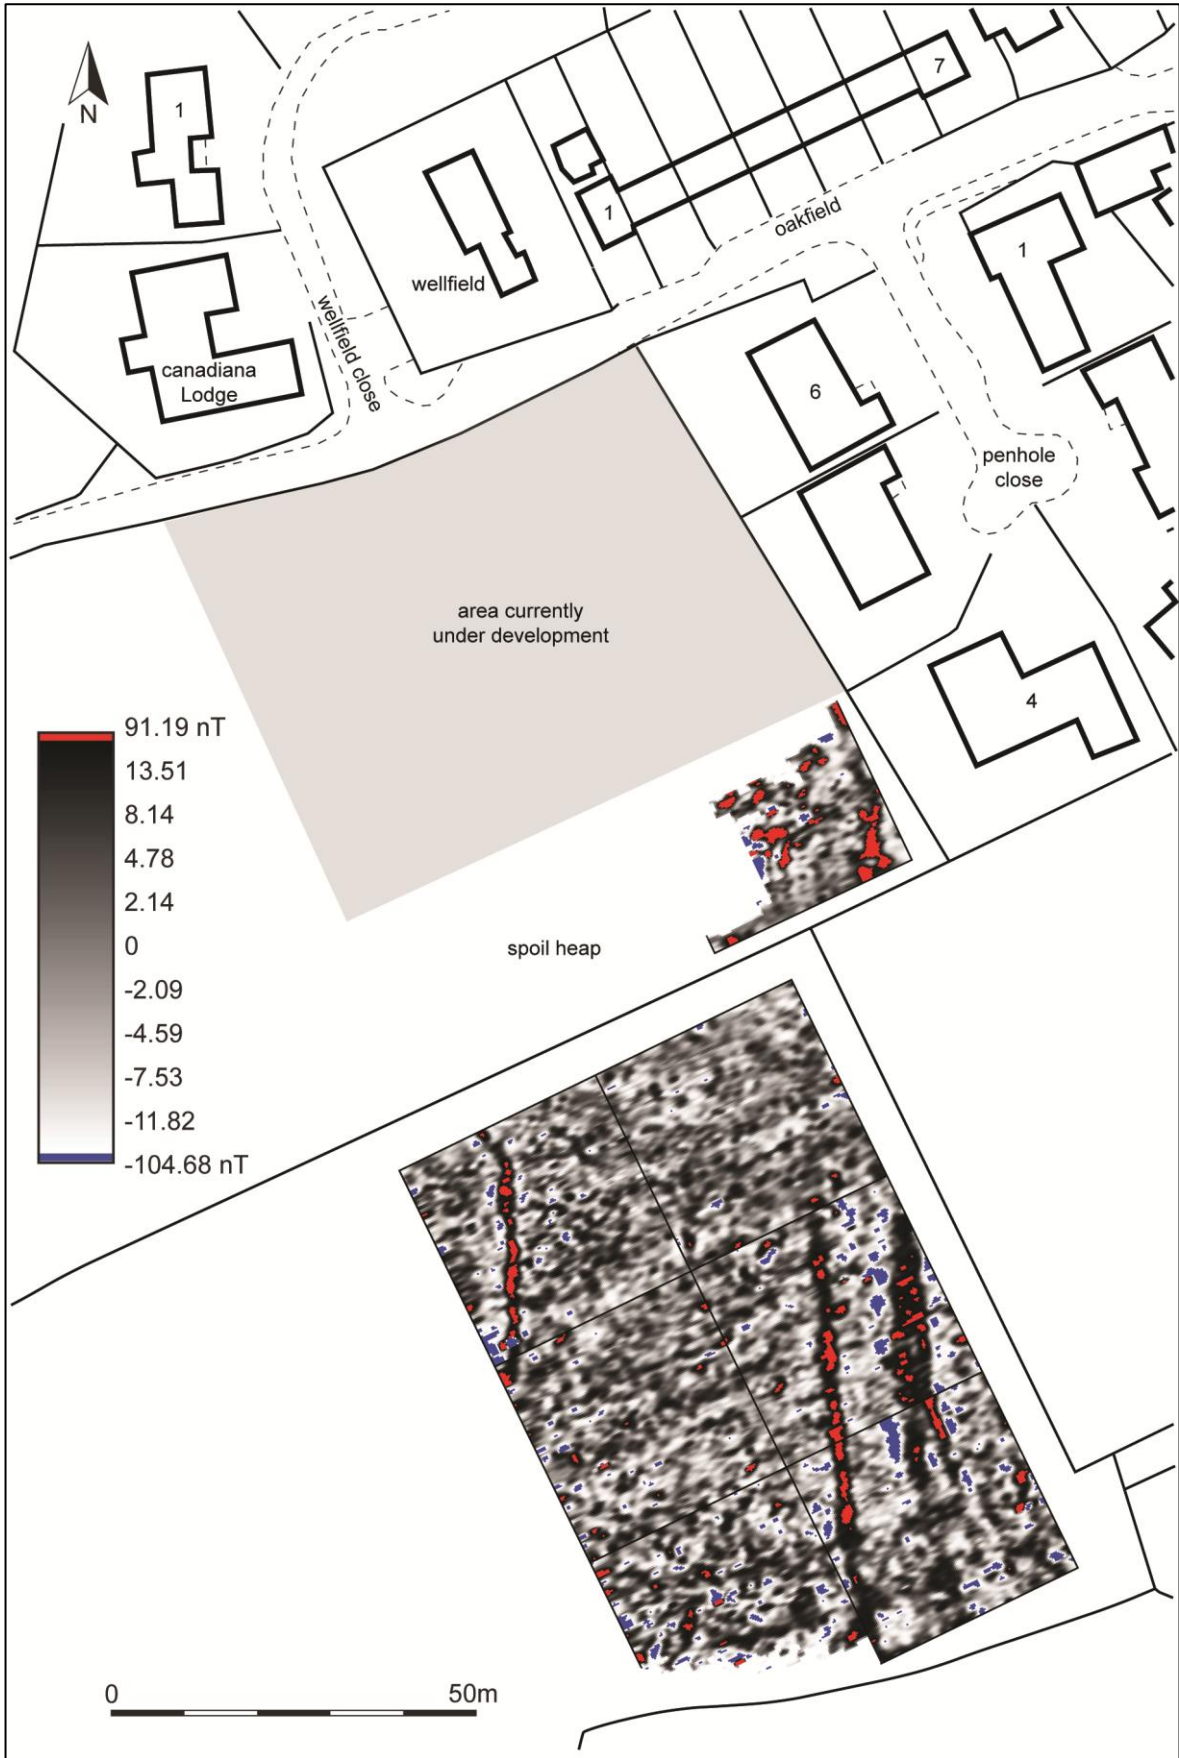 N
1
7
1
oakfield
1
wellfield
wellfield close
canadiana
Lodge
6
penhole
close
area currently
under development
4
91.19 nT
13.51
8.14
4.78
2.14
0
-2.09
-4.59
-7.53
-11.82
-104.68 nT
spoil heap
0
50m